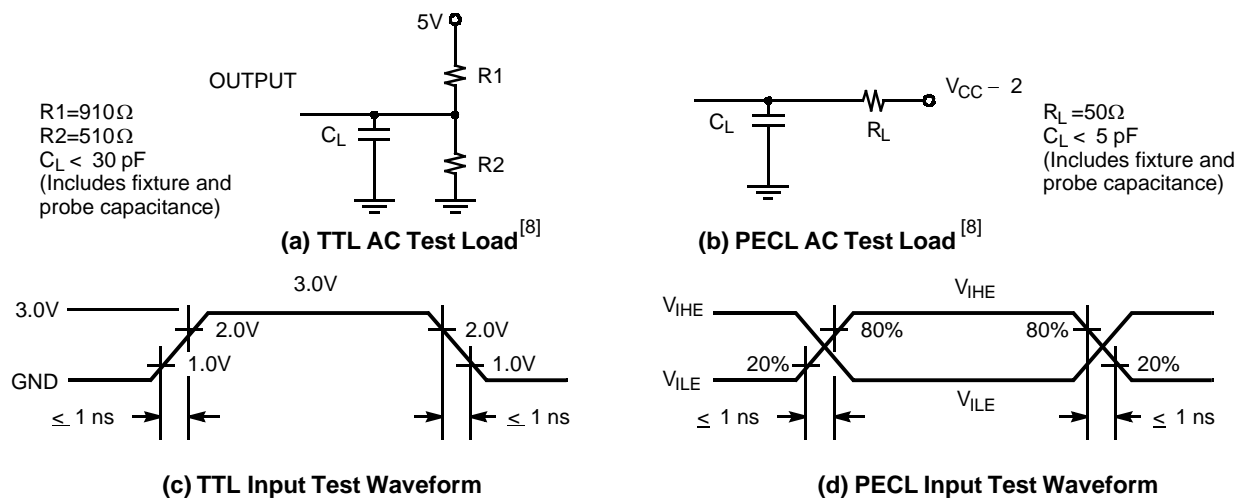 5V
OUTPUT
R1
R1=910Ω
R2=510Ω
C_L < 30 pF
(Includes fixture and
probe capacitance)
C_L
R2
(a) TTL AC Test Load[8]
V_CC − 2
C_L
R_L
R_L=50Ω
C_L < 5 pF
(Includes fixture and
probe capacitance)
(b) PECL AC Test Load[8]
3.0V
3.0V
2.0V
2.0V
1.0V
1.0V
GND
≤ 1 ns
≤ 1 ns
(c) TTL Input Test Waveform
V_IHE
V_IHE
80%
80%
20%
20%
V_ILE
V_ILE
≤ 1 ns
≤ 1 ns
(d) PECL Input Test Waveform